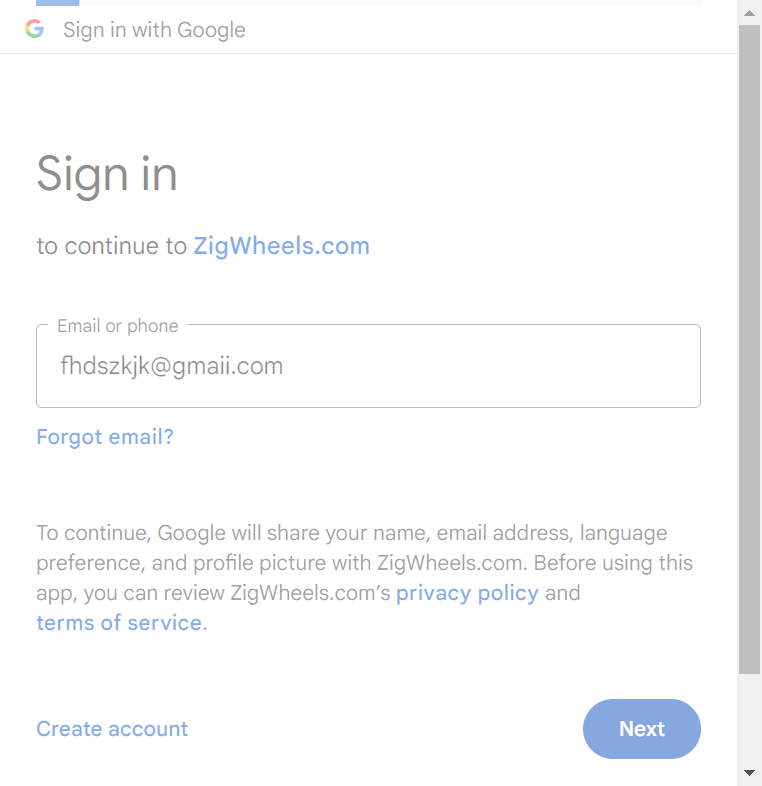 Sign in with Google
Sign in
to continue to ZigWheels.com
Email or phone
fhdszkjk@gmaii.com
Forgot email?
To continue, Google will share your name, email address, language
preference, and profile picture with ZigWheels.com. Before using this
app, you can review ZigWheels.com’s privacy policy and
terms of service.
Create account
Next